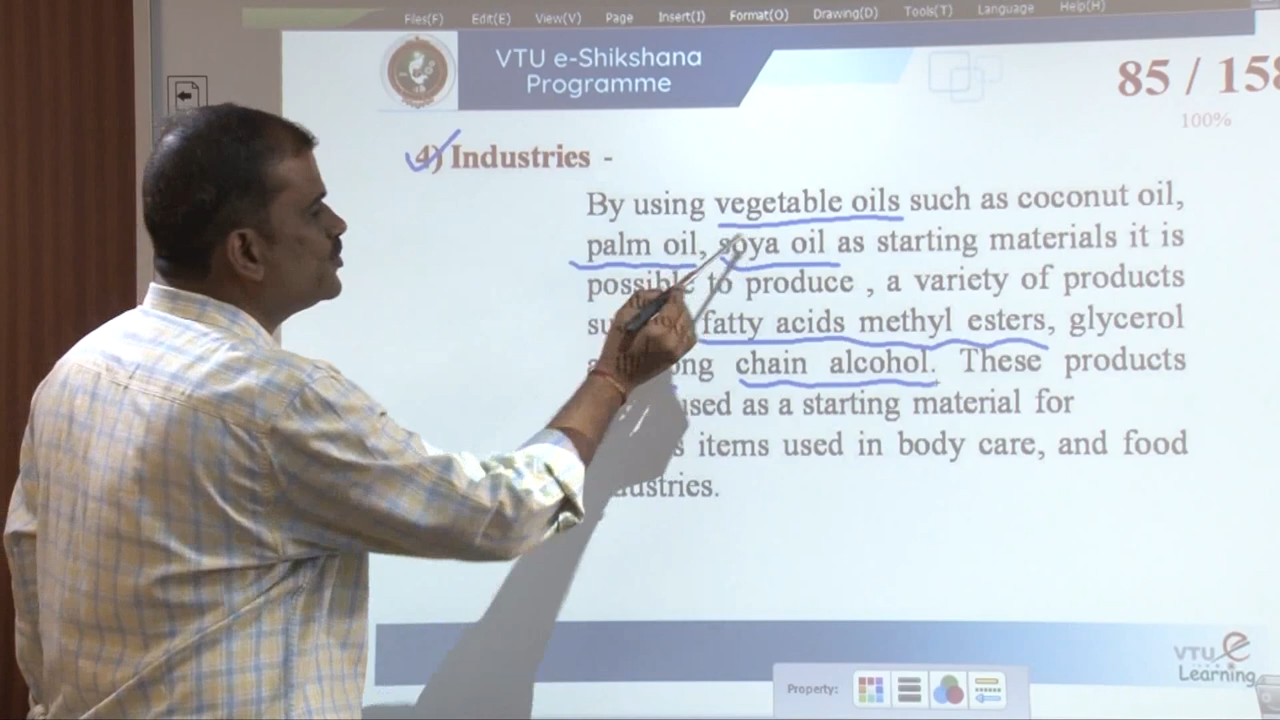 Files(F) Edit(E) View(V) Page Insert(I) Format(O) Drawing(D) Tools(T) Language Help(H)
VTU e-Shikshana
Programme
85 / 158
100%
4) Industries -
By using vegetable oils such as coconut oil,
palm oil, soya oil as starting materials it is
possible to produce , a variety of products
fatty acids methyl esters, glycerol
chain alcohol. These products
used as a starting material for
items used in body care, and food
VTU e
Learning
Property: